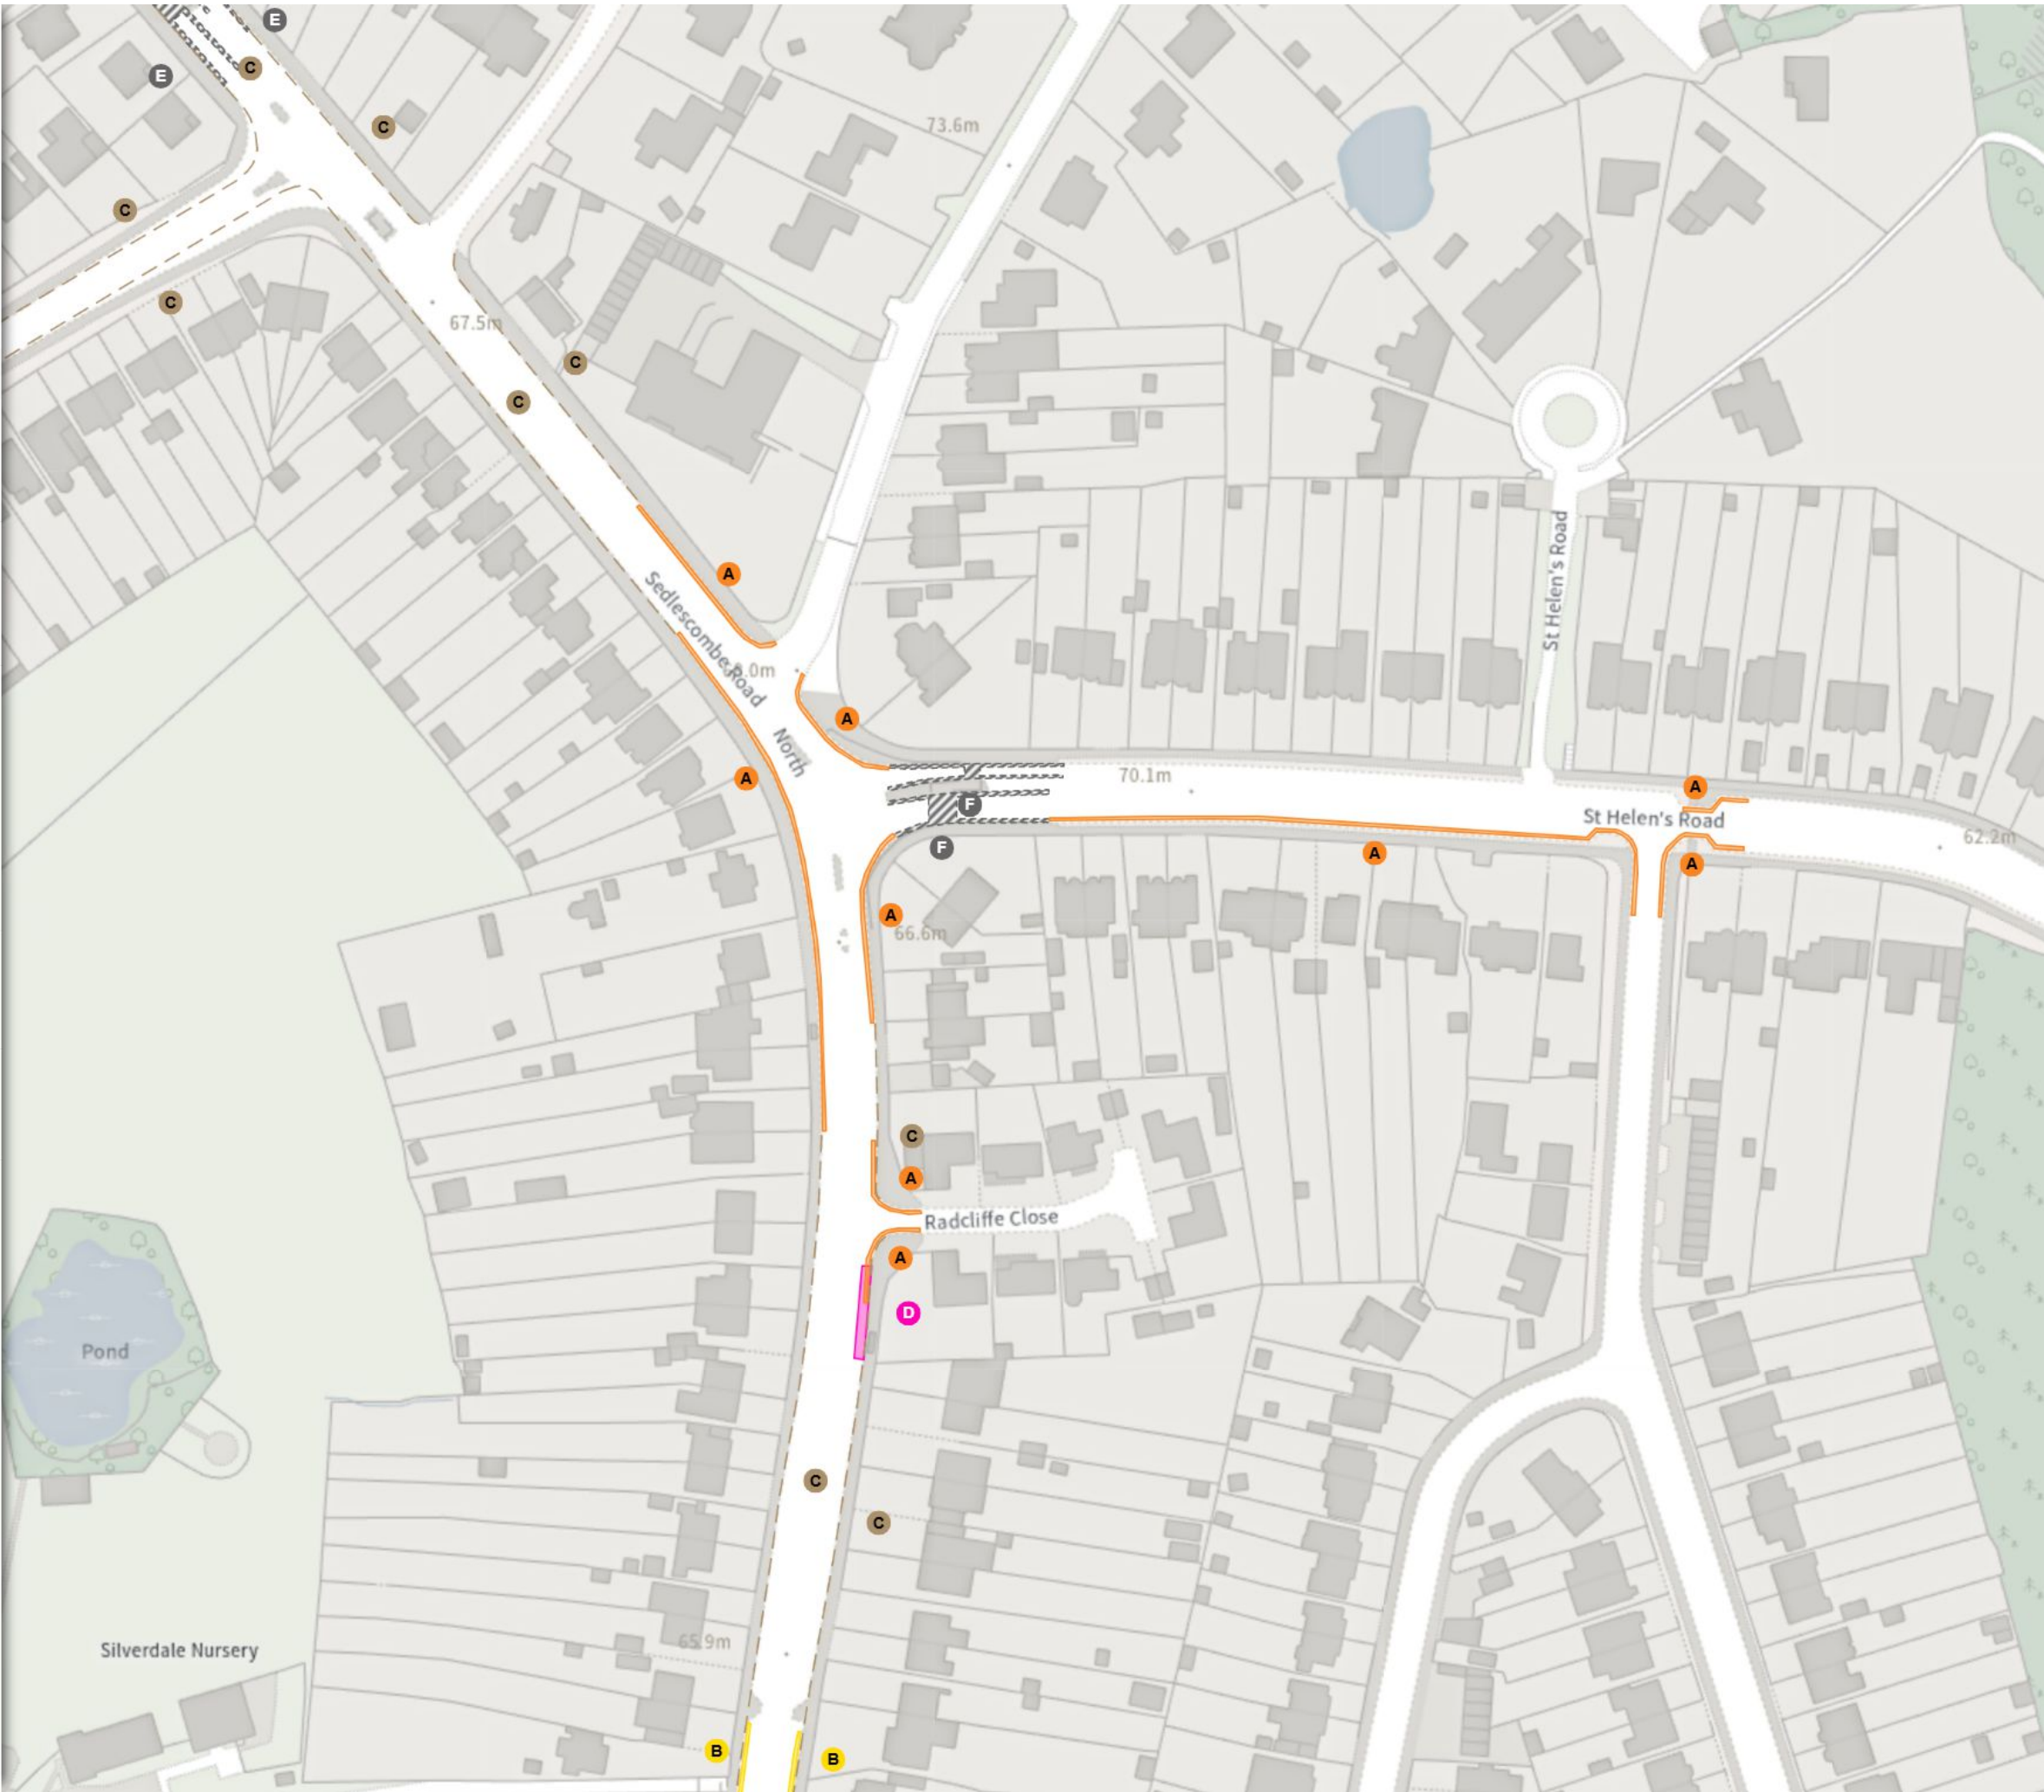 E
C
E
C
73.6m
C
C
67.5m
C
C
St Helen's Road
A
Sedlescombe Road
North
A
A
70.1m
A
F
St Helen's Road
62.2m
F
A
A
A
66.6m
C
A
Radcliffe Close
A
D
Pond
C
C
65.9m
Silverdale Nursery
B
B